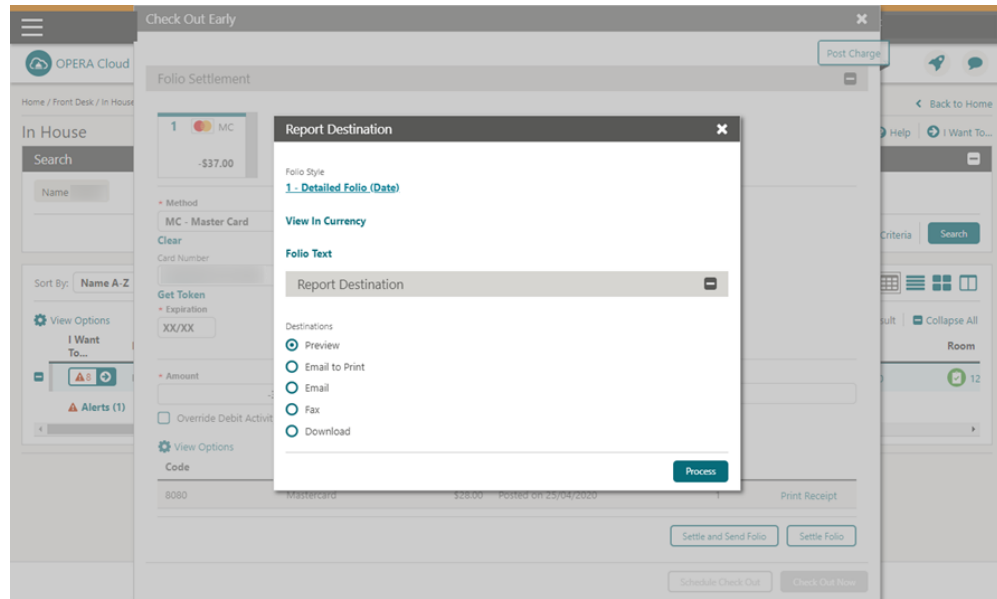 Check Out Early
Post Charge
OPERA Cloud
Folio Settlement
Home / Front Desk / In House
Back to Home
1 MC
In House
Help
I Want To...
Report Destination
Search
-$37.00
Name
Folio Style
1 - Detailed Folio (Date)
* Method
MC - Master Card
View In Currency
Clear
Criteria
Search
Card Number
Folio Text
Sort By: Name A-Z
Report Destination
Get Token
* Expiration
View Options
XX/XX
Destinations
Collapse All
I Want
To...
Preview
Room
Email to Print
8
* Amount
12
Email
Alerts (1)
Fax
Override Debit Activit
Download
View Options
Code
Process
8080 Mastercard $28.00 Posted on 25/04/2020 1 Print Receipt
Settle and Send Folio
Settle Folio
Schedule Check Out
Check Out Now